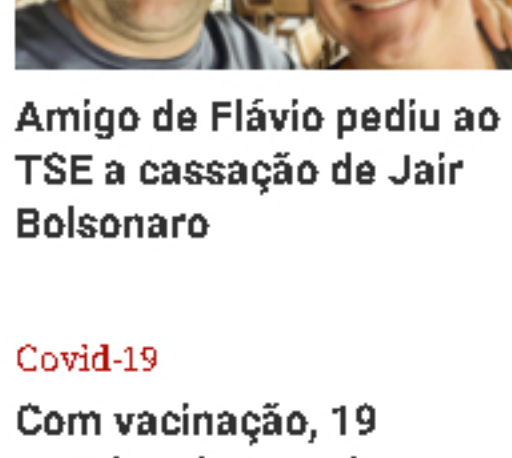 Amigo de Flávio pediu ao
TSE a cassação de Jair
Bolsonaro
Covid-19
Com vacinação, 19